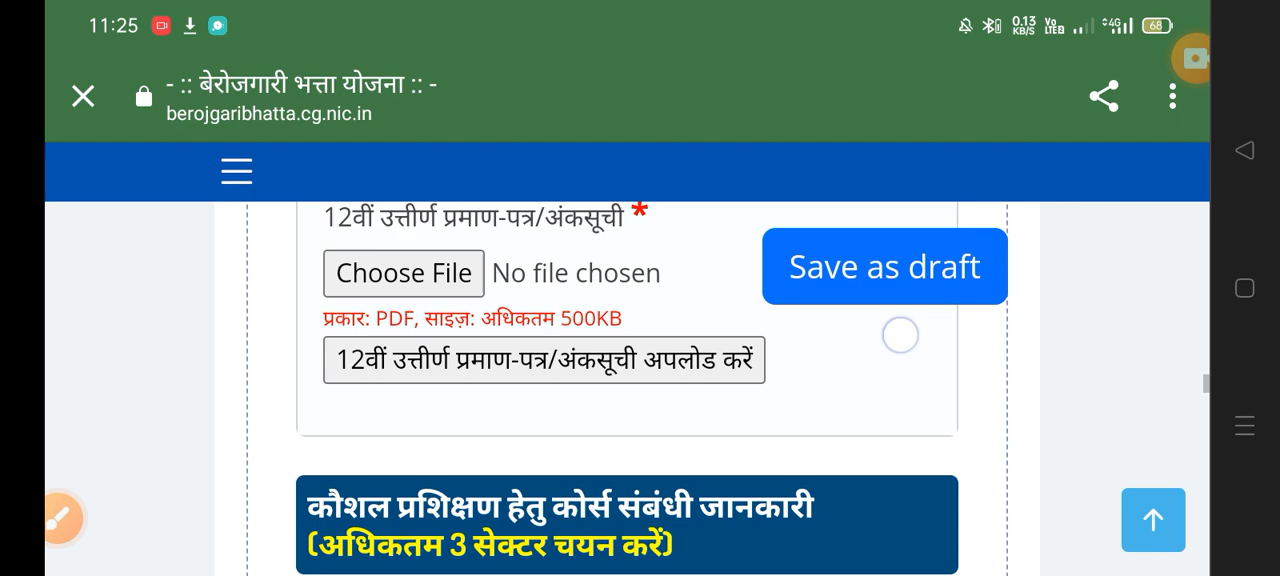 11:25 0.13 KB/S Vo LTE2 4G 68
- :: बेरोजगारी भत्ता योजना :: -
berojgaribhatta.cg.nic.in
12वीं उत्तीर्ण प्रमाण-पत्र/अंकसूची *
Choose File No file chosen
Save as draft
प्रकार: PDF, साइज़: अधिकतम 500KB
12वीं उत्तीर्ण प्रमाण-पत्र/अंकसूची अपलोड करें
कौशल प्रशिक्षण हेतु कोर्स संबंधी जानकारी
(अधिकतम 3 सेक्टर चयन करें)